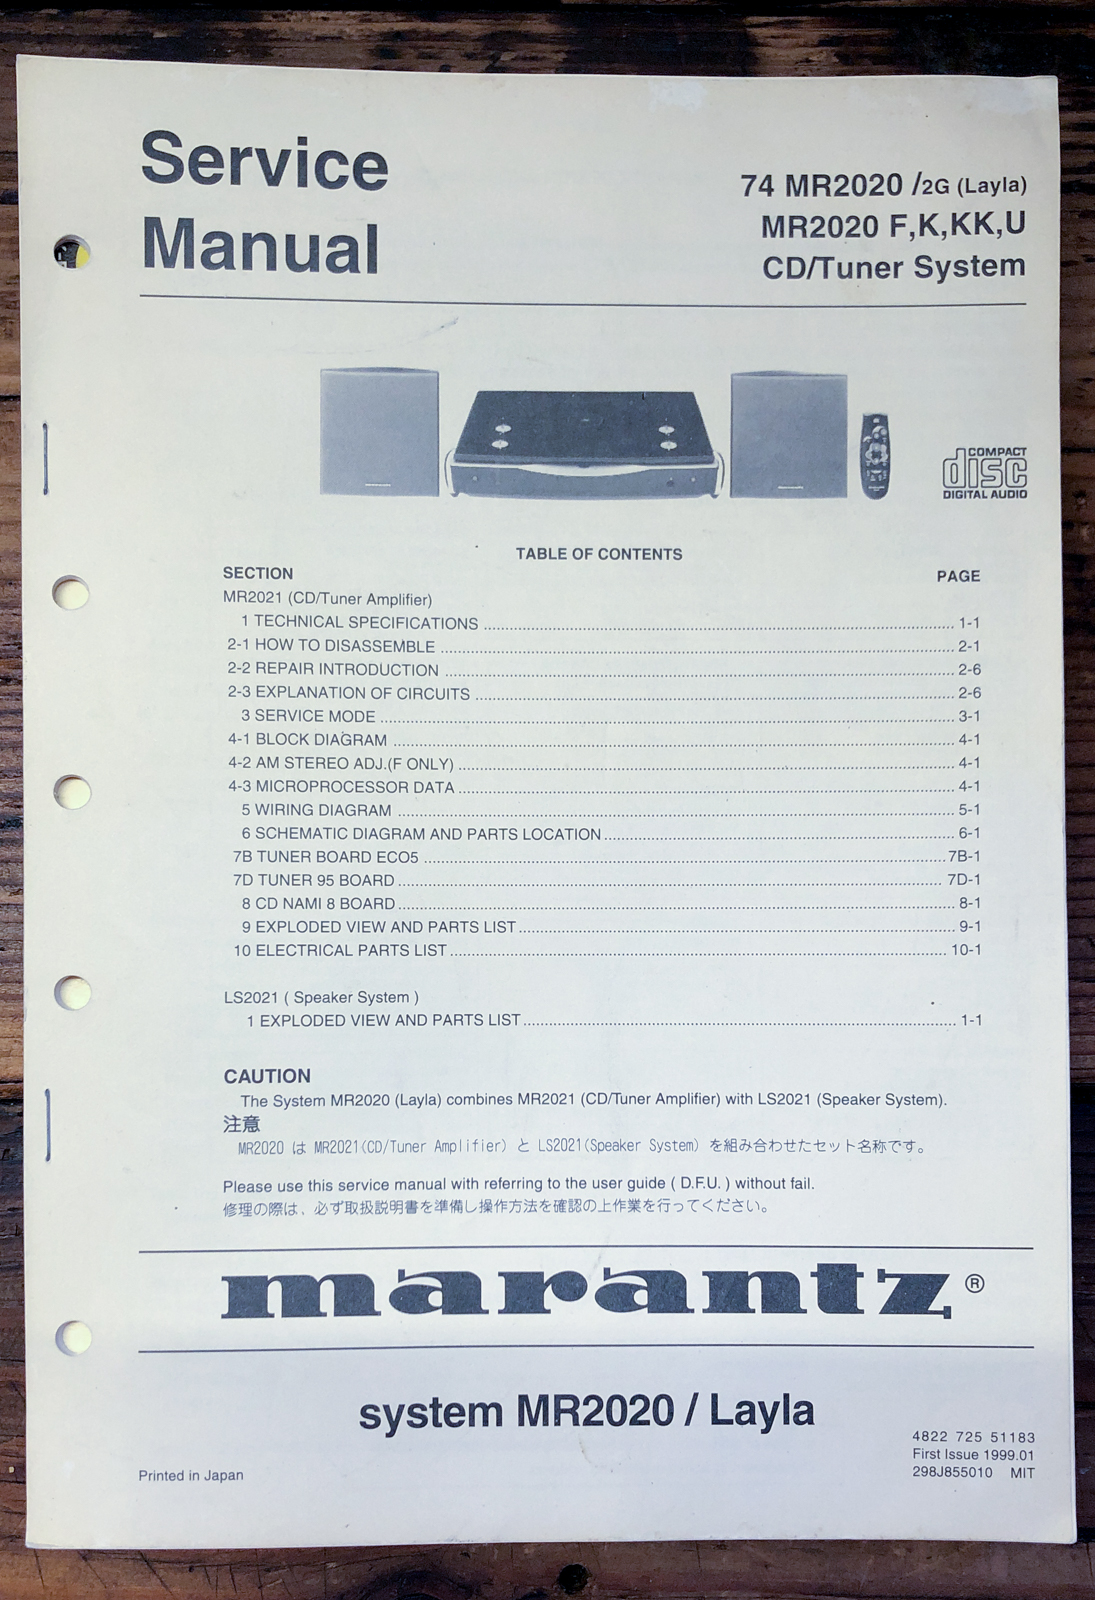 Service
Manual
74 MR2020 /2G (Layla)
MR2020 F,K,KK,U
CD/Tuner System
COMPACT
disc
DIGITAL AUDIO
TABLE OF CONTENTS
SECTION PAGE
MR2021 (CD/Tuner Amplifier)
1 TECHNICAL SPECIFICATIONS 1-1
2-1 HOW TO DISASSEMBLE 2-1
2-2 REPAIR INTRODUCTION 2-6
2-3 EXPLANATION OF CIRCUITS 2-6
3 SERVICE MODE 3-1
4-1 BLOCK DIAGRAM 4-1
4-2 AM STEREO ADJ.(F ONLY) 4-1
4-3 MICROPROCESSOR DATA 4-1
5 WIRING DIAGRAM 5-1
6 SCHEMATIC DIAGRAM AND PARTS LOCATION 6-1
7B TUNER BOARD ECO5 7B-1
7D TUNER 95 BOARD 7D-1
8 CD NAMI 8 BOARD 8-1
9 EXPLODED VIEW AND PARTS LIST 9-1
10 ELECTRICAL PARTS LIST 10-1
LS2021 ( Speaker System )
1 EXPLODED VIEW AND PARTS LIST 1-1
CAUTION
The System MR2020 (Layla) combines MR2021 (CD/Tuner Amplifier) with LS2021 (Speaker System).
注意
MR2020 は MR2021(CD/Tuner Amplifier) と LS2021(Speaker System) を組み合わせたセット名称です。
Please use this service manual with referring to the user guide ( D.F.U. ) without fail.
修理の際は、必ず取扱説明書を準備し操作方法を確認の上作業を行ってください。
marantz ®
system MR2020 / Layla
4822 725 51183
First Issue 1999.01
298J855010 MIT
Printed in Japan